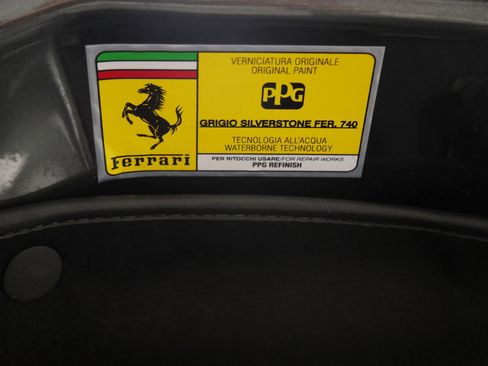 VERNICIATURA ORIGINALE
ORIGINAL PAINT
PPG
GRIGIO SILVERSTONE FER. 740
TECNOLOGIA ALL'ACQUA
WATERBORNE TECHNOLOGY
Ferrari
PER RITOCCHI USARE/FOR REPAIR WORKS
PPG REFINISH